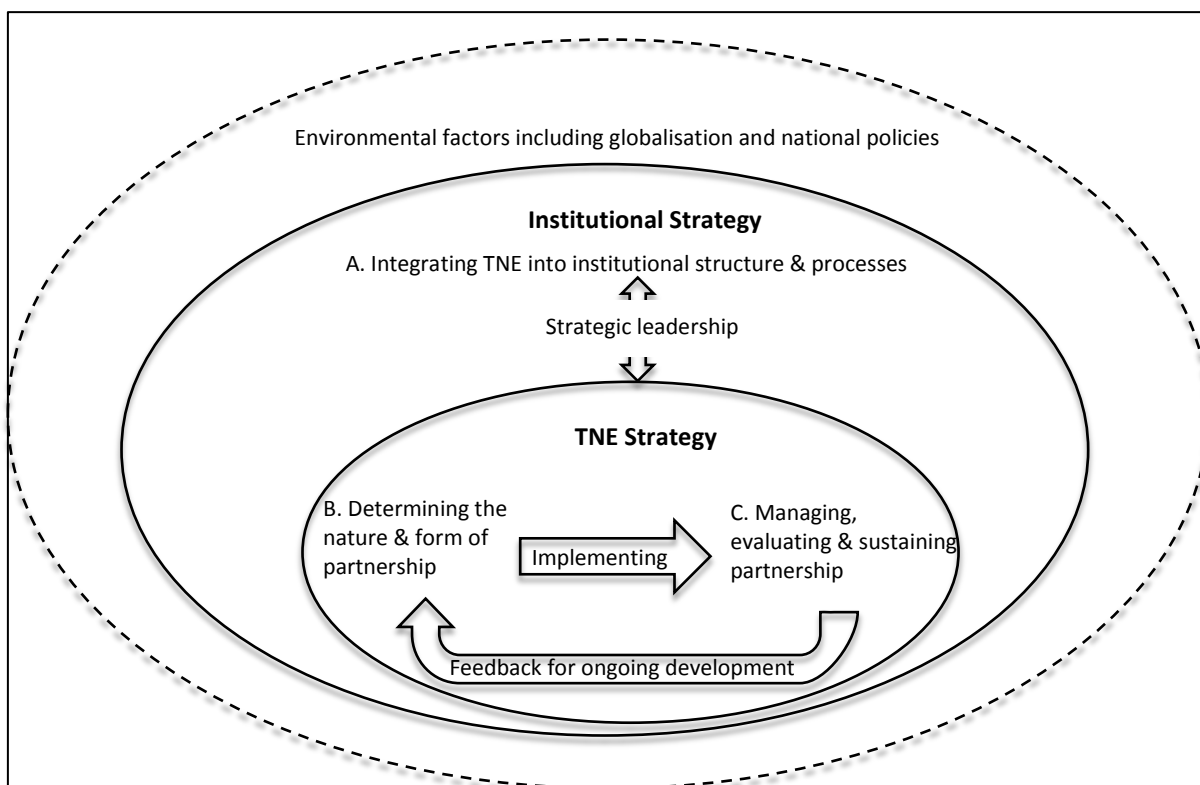 Environmental factors including globalisation and national policies
Institutional Strategy
A. Integrating TNE into institutional structure & processes
Strategic leadership
TNE Strategy
B. Determining the
nature & form of
partnership
Implementing
C. Managing,
evaluating & sustaining
partnership
Feedback for ongoing development